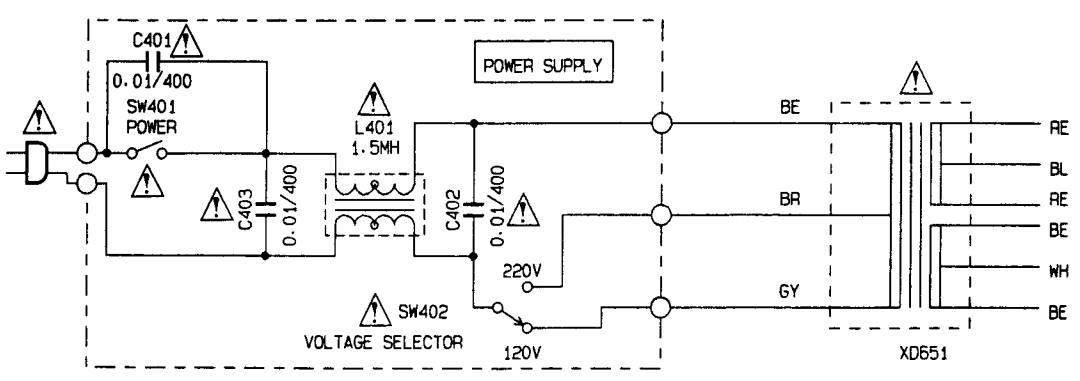 C401
0.01/400
SW401
POWER
POWER SUPPLY
L401
1.5MH
C403
0.01/400
C402
0.01/400
220V
SW402
VOLTAGE SELECTOR
120V
BE
BR
GY
RE
BL
RE
BE
WH
BE
XD651